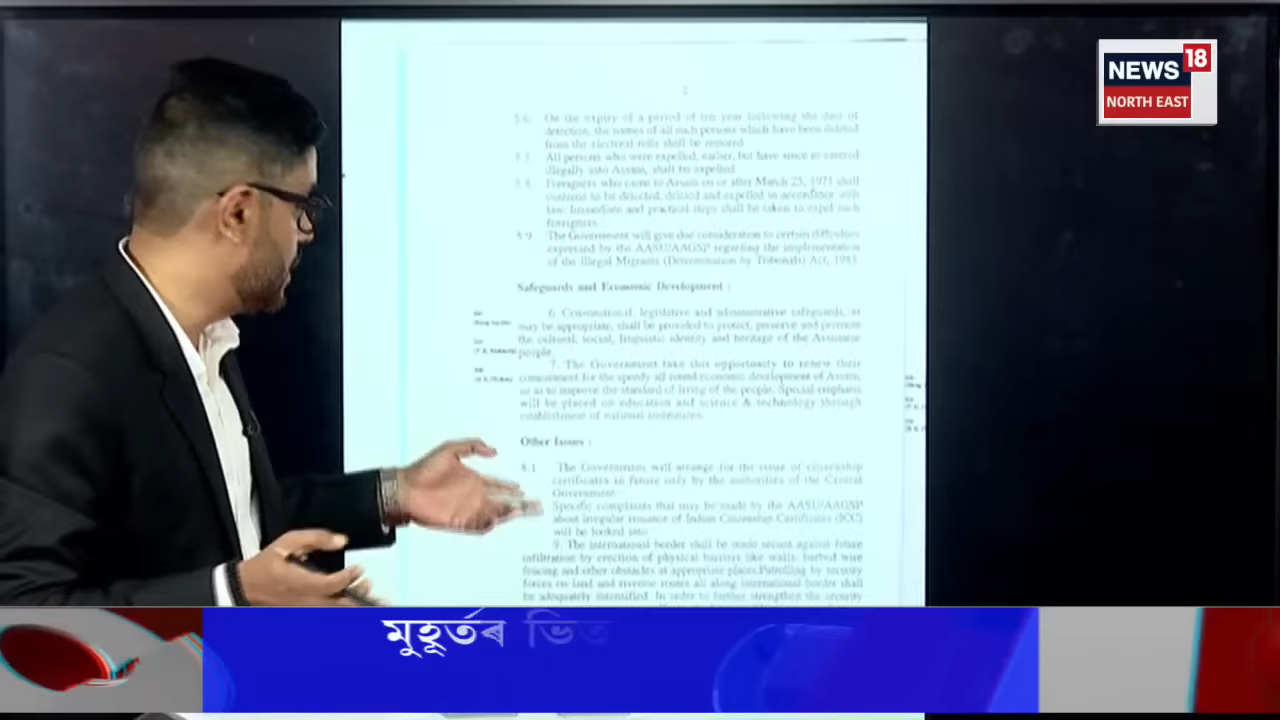 NEWS 18
NORTH EAST
2
5.6. On the expiry of a period of ten year following the date of
detection, the names of all such persons which have been deleted
from the electoral rolls shall be restored.
5.7. All persons who were expelled, earlier, but have since re-entered
illegally into Assam, shall be expelled.
5.8. Foreigners who came to Assam on or after March 25, 1971 shall
continue to be detected, deleted and expelled in accordance with
law. Immediate and practical steps shall be taken to expel such
foreigners.
5.9. The Government will give due consideration to certain difficulties
expressed by the AASU/AAGSP regarding the implementation
of the Illegal Migrants (Determination by Tribunals) Act, 1983.
Safeguards and Economic Development :
6. Constitutional, legislative and administrative safeguards, as
may be appropriate, shall be provided to protect, preserve and promote
the cultural, social, linguistic identity and heritage of the Assamese
people.
7. The Government take this opportunity to renew their
commitment for the speedy all round economic development of Assam,
so as to improve the standard of living of the people. Special emphasis
will be placed on education and science & technology through
establishment of national institutions.
Other Issues :
8.1 The Government will arrange for the issue of citizenship
certificates in future only by the authorities of the Central
Government.
Specific complaints that may be made by the AASU/AAGSP
about irregular issuance of Indian Citizenship Certificates (ICC)
will be looked into.
9. The international border shall be made secure against future
infiltration by erection of physical barriers like walls, barbed wire
fencing and other obstacles at appropriate places. Patrolling by security
forces on land and riverine routes all along international border shall
be adequately intensified. In order to further strengthen the security
মুহূৰ্তৰ